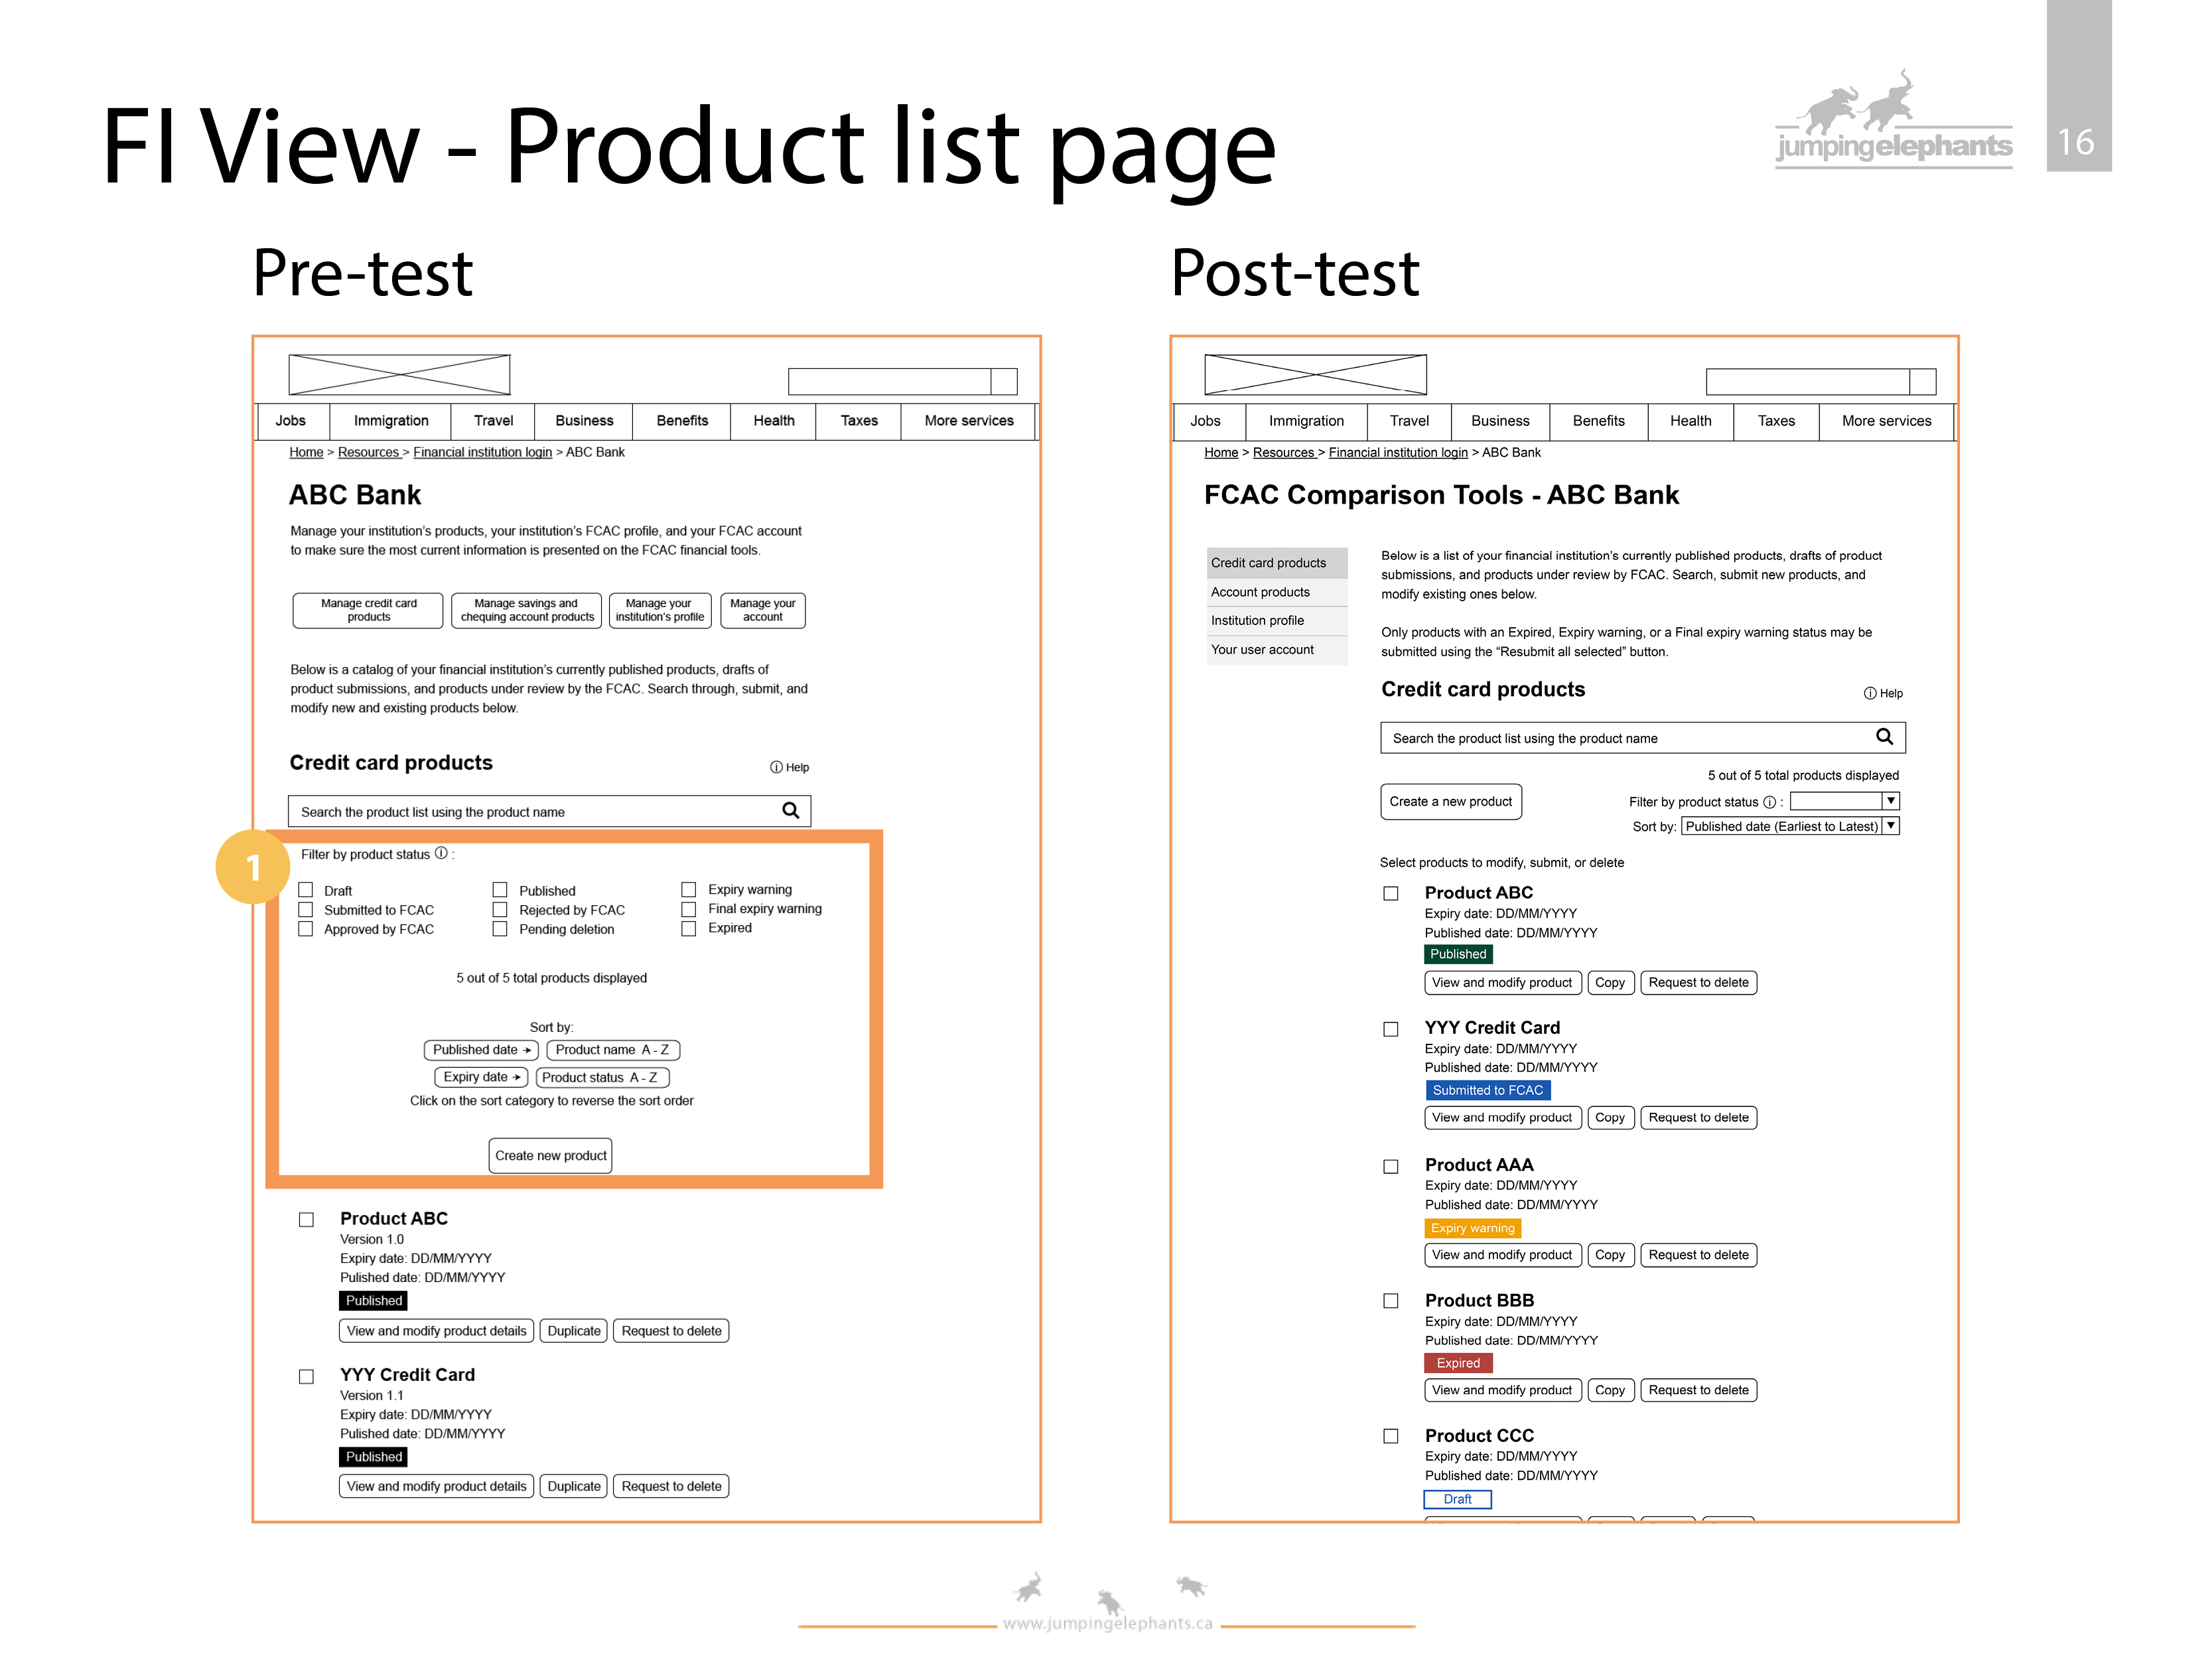 FI View - Product list page
jumpingelephants
16
Pre-test
Jobs Immigration Travel Business Benefits Health Taxes More services
Home > Resources > Financial institution login > ABC Bank
ABC Bank
Manage your institution's products, your institution's FCAC profile, and your FCAC account
to make sure the most current information is presented on the FCAC financial tools.
Manage credit card
products
Manage savings and
chequing account products
Manage your
institution's profile
Manage your
account
Below is a catalog of your financial institution's currently published products, drafts of
product submissions, and products under review by the FCAC. Search through, submit, and
modify new and existing products below.
Credit card products
ⓘ Help
Search the product list using the product name
1
Filter by product status ⓘ :
Draft Published Expiry warning
Submitted to FCAC Rejected by FCAC Final expiry warning
Approved by FCAC Pending deletion Expired
5 out of 5 total products displayed
Sort by:
Published date → Product name A - Z
Expiry date → Product status A - Z
Click on the sort category to reverse the sort order
Create new product
Product ABC
Version 1.0
Expiry date: DD/MM/YYYY
Pulished date: DD/MM/YYYY
Published
View and modify product details Duplicate Request to delete
YYY Credit Card
Version 1.1
Expiry date: DD/MM/YYYY
Pulished date: DD/MM/YYYY
Published
View and modify product details Duplicate Request to delete
Post-test
Jobs Immigration Travel Business Benefits Health Taxes More services
Home > Resources > Financial institution login > ABC Bank
FCAC Comparison Tools - ABC Bank
Credit card products
Account products
Institution profile
Your user account
Below is a list of your financial institution's currently published products, drafts of product
submissions, and products under review by FCAC. Search, submit new products, and
modify existing ones below.
Only products with an Expired, Expiry warning, or a Final expiry warning status may be
submitted using the “Resubmit all selected” button.
Credit card products
ⓘ Help
Search the product list using the product name
5 out of 5 total products displayed
Create a new product
Filter by product status ⓘ :
Sort by: Published date (Earliest to Latest)
Select products to modify, submit, or delete
Product ABC
Expiry date: DD/MM/YYYY
Published date: DD/MM/YYYY
Published
View and modify product Copy Request to delete
YYY Credit Card
Expiry date: DD/MM/YYYY
Published date: DD/MM/YYYY
Submitted to FCAC
View and modify product Copy Request to delete
Product AAA
Expiry date: DD/MM/YYYY
Published date: DD/MM/YYYY
Expiry warning
View and modify product Copy Request to delete
Product BBB
Expiry date: DD/MM/YYYY
Published date: DD/MM/YYYY
Expired
View and modify product Copy Request to delete
Product CCC
Expiry date: DD/MM/YYYY
Published date: DD/MM/YYYY
Draft
www.jumpingelephants.ca